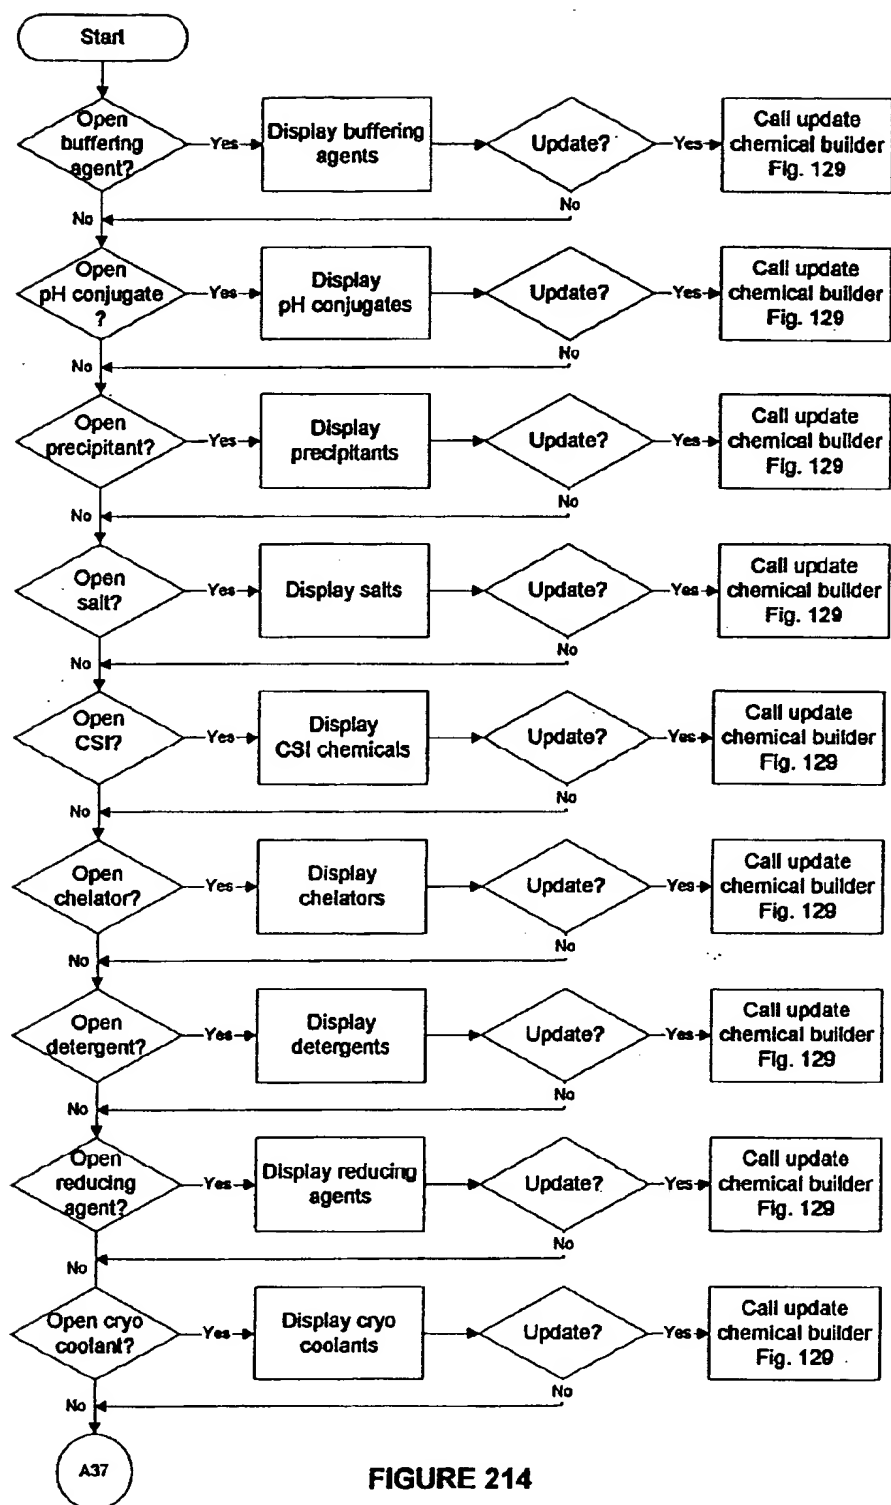 Start
Open
buffering
agent?
Yes
Display buffering
agents
Update?
Yes
Call update
chemical builder
Fig. 129
No
No
Open
pH conjugate
?
Yes
Display
pH conjugates
Update?
Yes
Call update
chemical builder
Fig. 129
No
No
Open
precipitant?
Yes
Display
precipitants
Update?
Yes
Call update
chemical builder
Fig. 129
No
No
Open
salt?
Yes
Display salts
Update?
Yes
Call update
chemical builder
Fig. 129
No
No
Open
CSI?
Yes
Display
CSI chemicals
Update?
Yes
Call update
chemical builder
Fig. 129
No
No
Open
chelator?
Yes
Display
chelators
Update?
Yes
Call update
chemical builder
Fig. 129
No
No
Open
detergent?
Yes
Display
detergents
Update?
Yes
Call update
chemical builder
Fig. 129
No
No
Open
reducing
agent?
Yes
Display reducing
agents
Update?
Yes
Call update
chemical builder
Fig. 129
No
No
Open cryo
coolant?
Yes
Display cryo
coolants
Update?
Yes
Call update
chemical builder
Fig. 129
No
No
A37
FIGURE 214